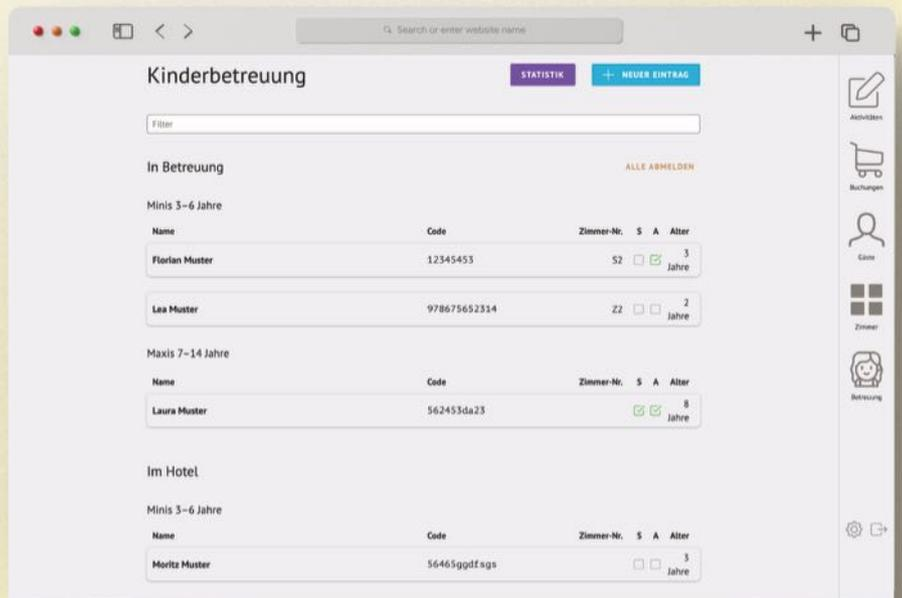 Search or enter website name
Kinderbetreuung
STATISTIK
NEUER EINTRAG
Filter
In Betreuung
ALLE ABMELDEN
Minis 3–6 Jahre
Name Code Zimmer-Nr. S A Alter
Florian Muster 12345453 S2 3
Jahre
Lea Muster 978675652314 Z2 2
Jahre
Maxis 7–14 Jahre
Name Code Zimmer-Nr. S A Alter
Laura Muster 562453da23 8
Jahre
Im Hotel
Minis 3–6 Jahre
Name Code Zimmer-Nr. S A Alter
Moritz Muster 56465ggdfsgs 3
Jahre
Aktivitäten
Buchungen
Gäste
Zimmer
Betreuung